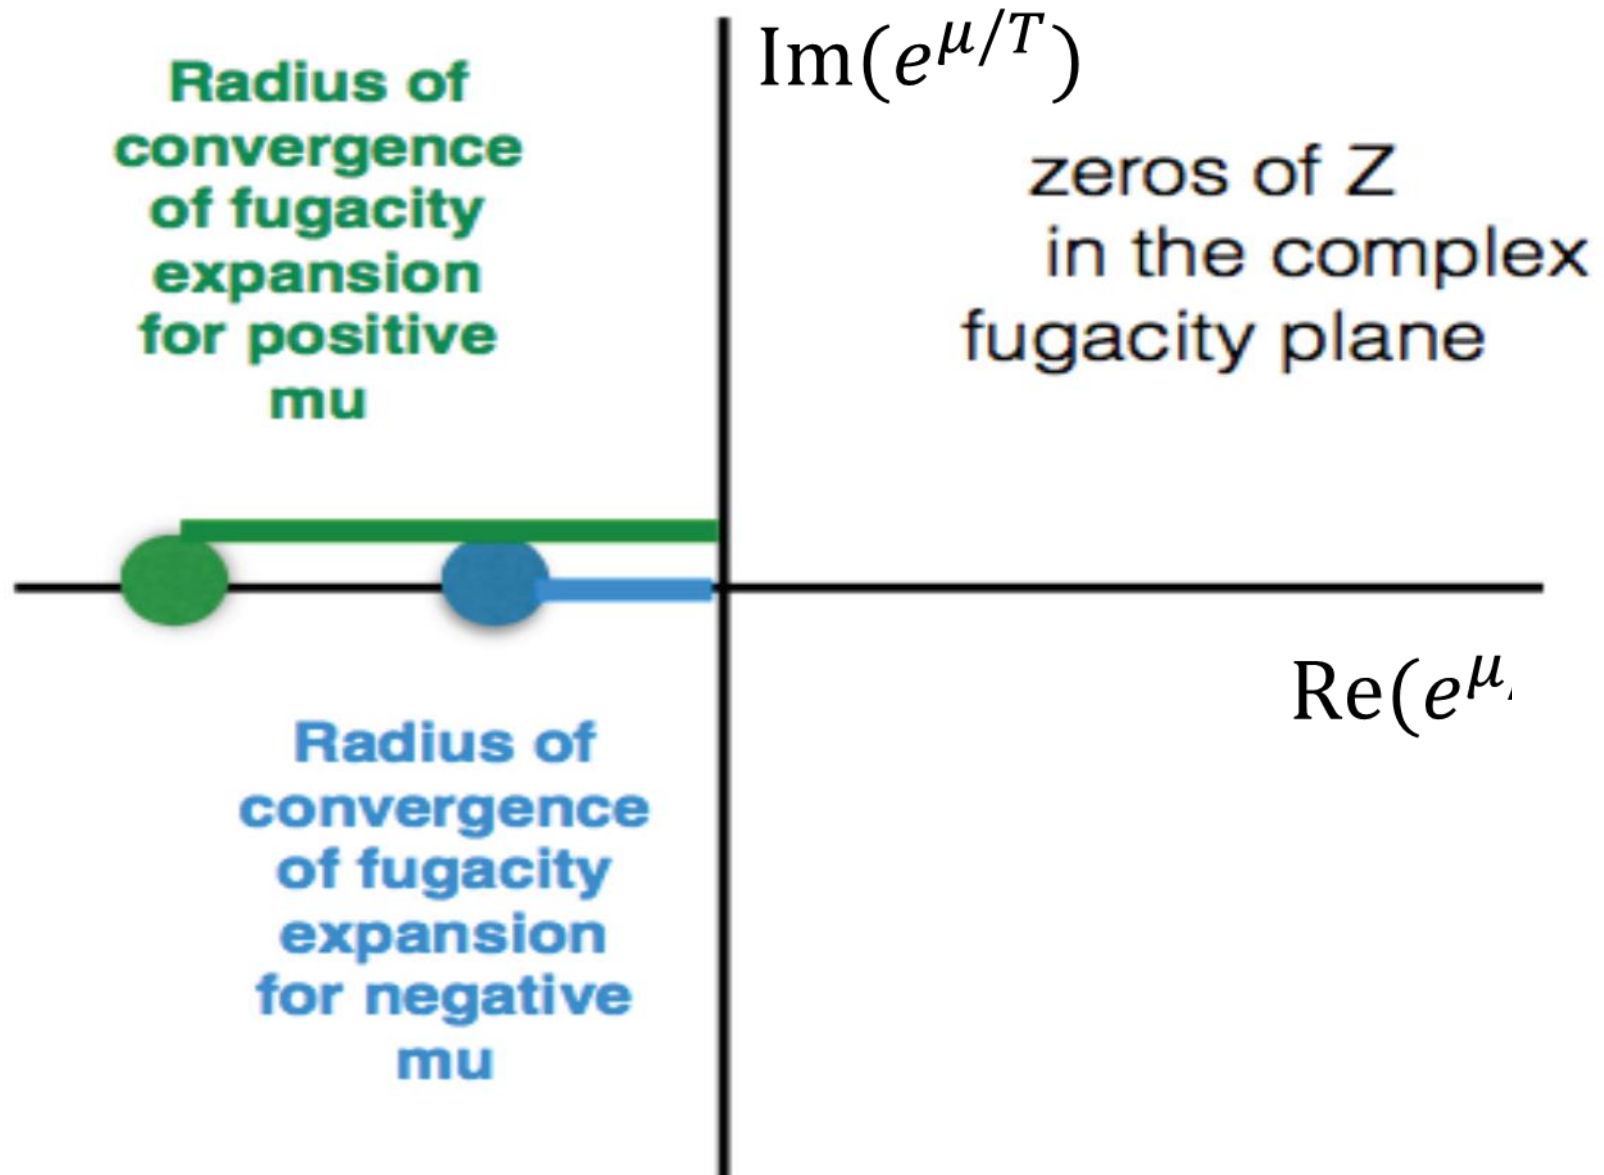 Radius of
convergence
of fugacity
expansion
for positive
mu
Im(e^{μ/T})
zeros of Z
in the complex
fugacity plane
Re(e^{μ/
Radius of
convergence
of fugacity
expansion
for negative
mu